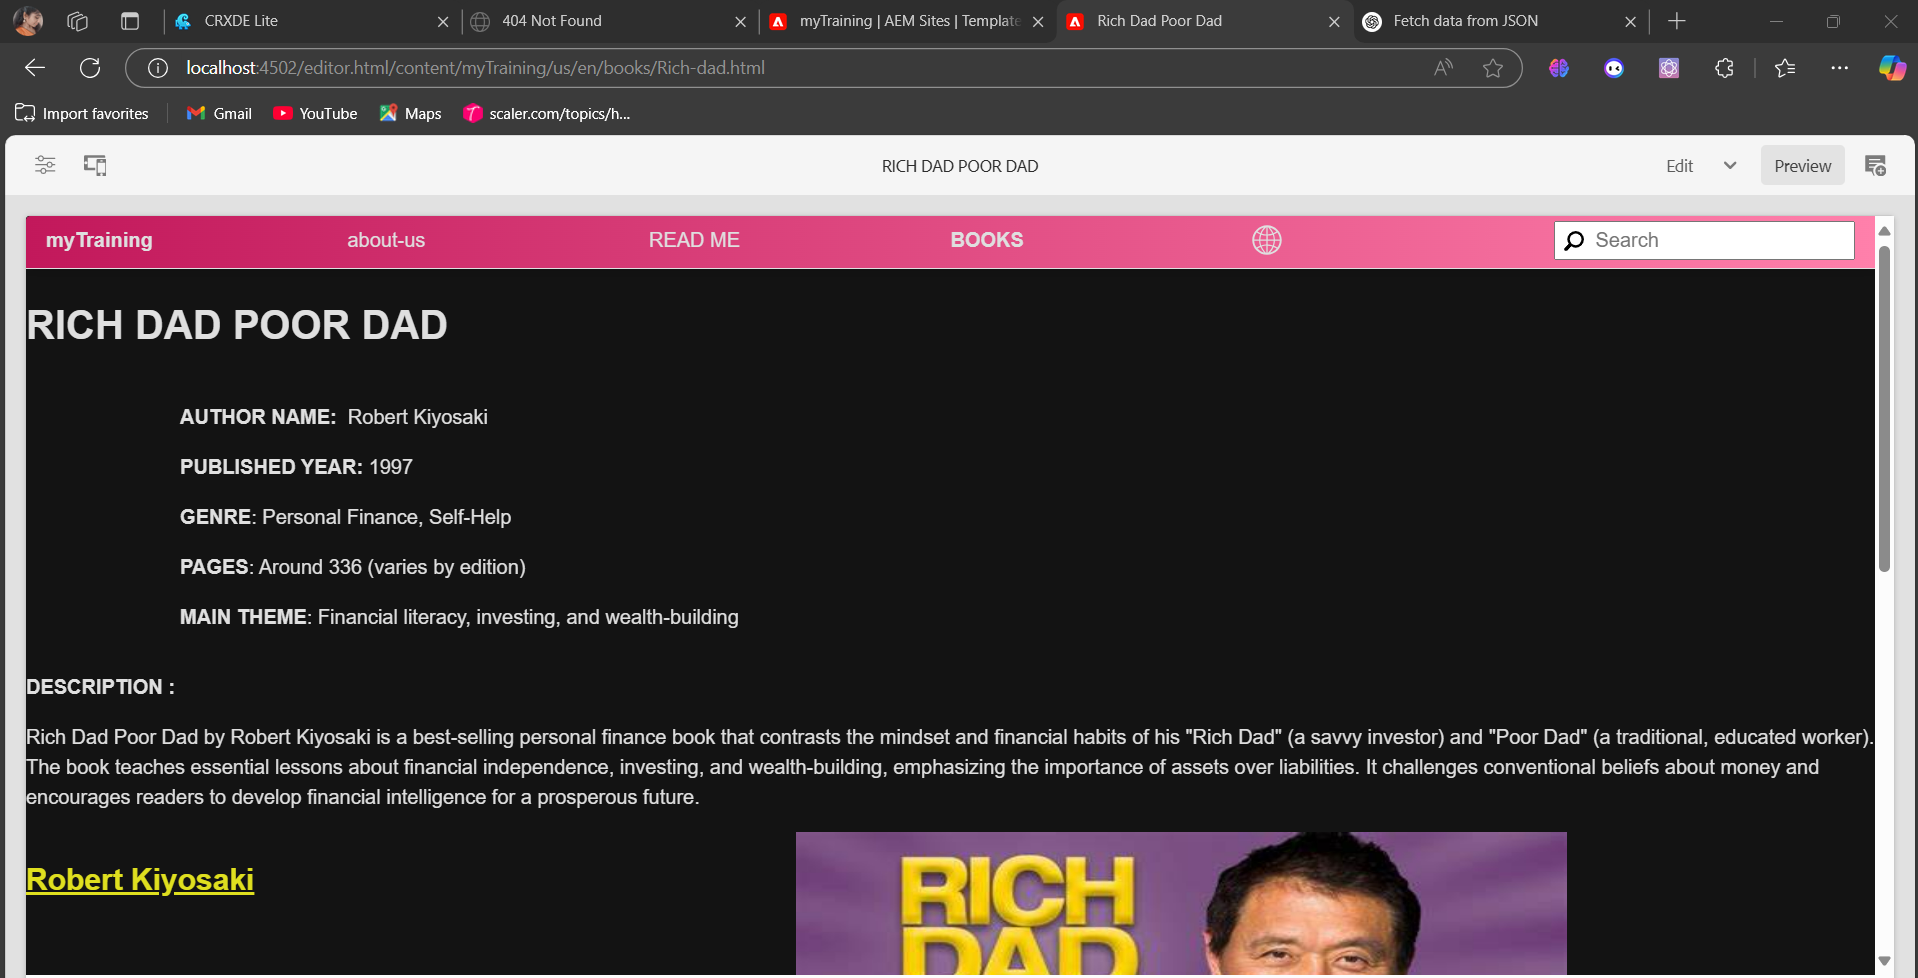 CRXDE Lite
404 Not Found
myTraining | AEM Sites | Template
Rich Dad Poor Dad
Fetch data from JSON
localhost:4502/editor.html/content/myTraining/us/en/books/Rich-dad.html
Import favorites
Gmail
YouTube
Maps
scaler.com/topics/h...
RICH DAD POOR DAD
Edit
Preview
myTraining
about-us
READ ME
BOOKS
Search
RICH DAD POOR DAD
AUTHOR NAME: Robert Kiyosaki
PUBLISHED YEAR: 1997
GENRE: Personal Finance, Self-Help
PAGES: Around 336 (varies by edition)
MAIN THEME: Financial literacy, investing, and wealth-building
DESCRIPTION :
Rich Dad Poor Dad by Robert Kiyosaki is a best-selling personal finance book that contrasts the mindset and financial habits of his "Rich Dad" (a savvy investor) and "Poor Dad" (a traditional, educated worker).
The book teaches essential lessons about financial independence, investing, and wealth-building, emphasizing the importance of assets over liabilities. It challenges conventional beliefs about money and
encourages readers to develop financial intelligence for a prosperous future.
Robert Kiyosaki
RICH
DAD